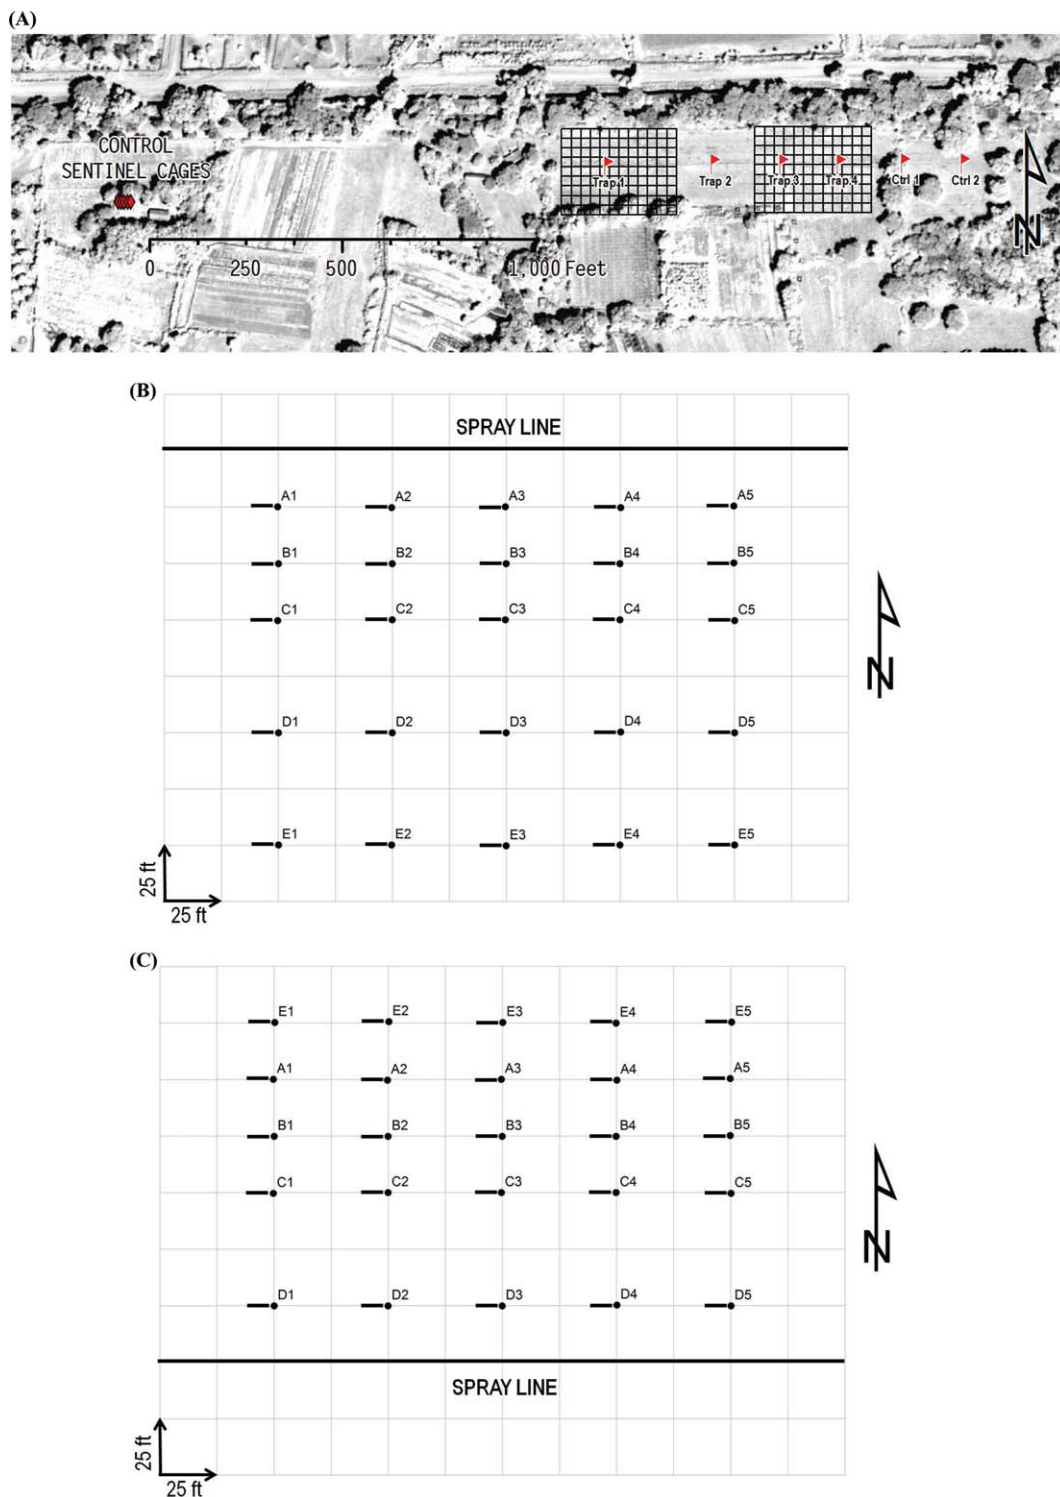 (A)
CONTROL
SENTINEL CAGES
Trap 1
Trap 2
Trap 3
Trap 4
Ctrl 1
Ctrl 2
N
0 250 500 1,000 Feet
(B)
SPRAY LINE
A1 A2 A3 A4 A5
B1 B2 B3 B4 B5
C1 C2 C3 C4 C5
N
D1 D2 D3 D4 D5
E1 E2 E3 E4 E5
25 ft
25 ft
(C)
E1 E2 E3 E4 E5
A1 A2 A3 A4 A5
B1 B2 B3 B4 B5
C1 C2 C3 C4 C5
N
D1 D2 D3 D4 D5
SPRAY LINE
25 ft
25 ft